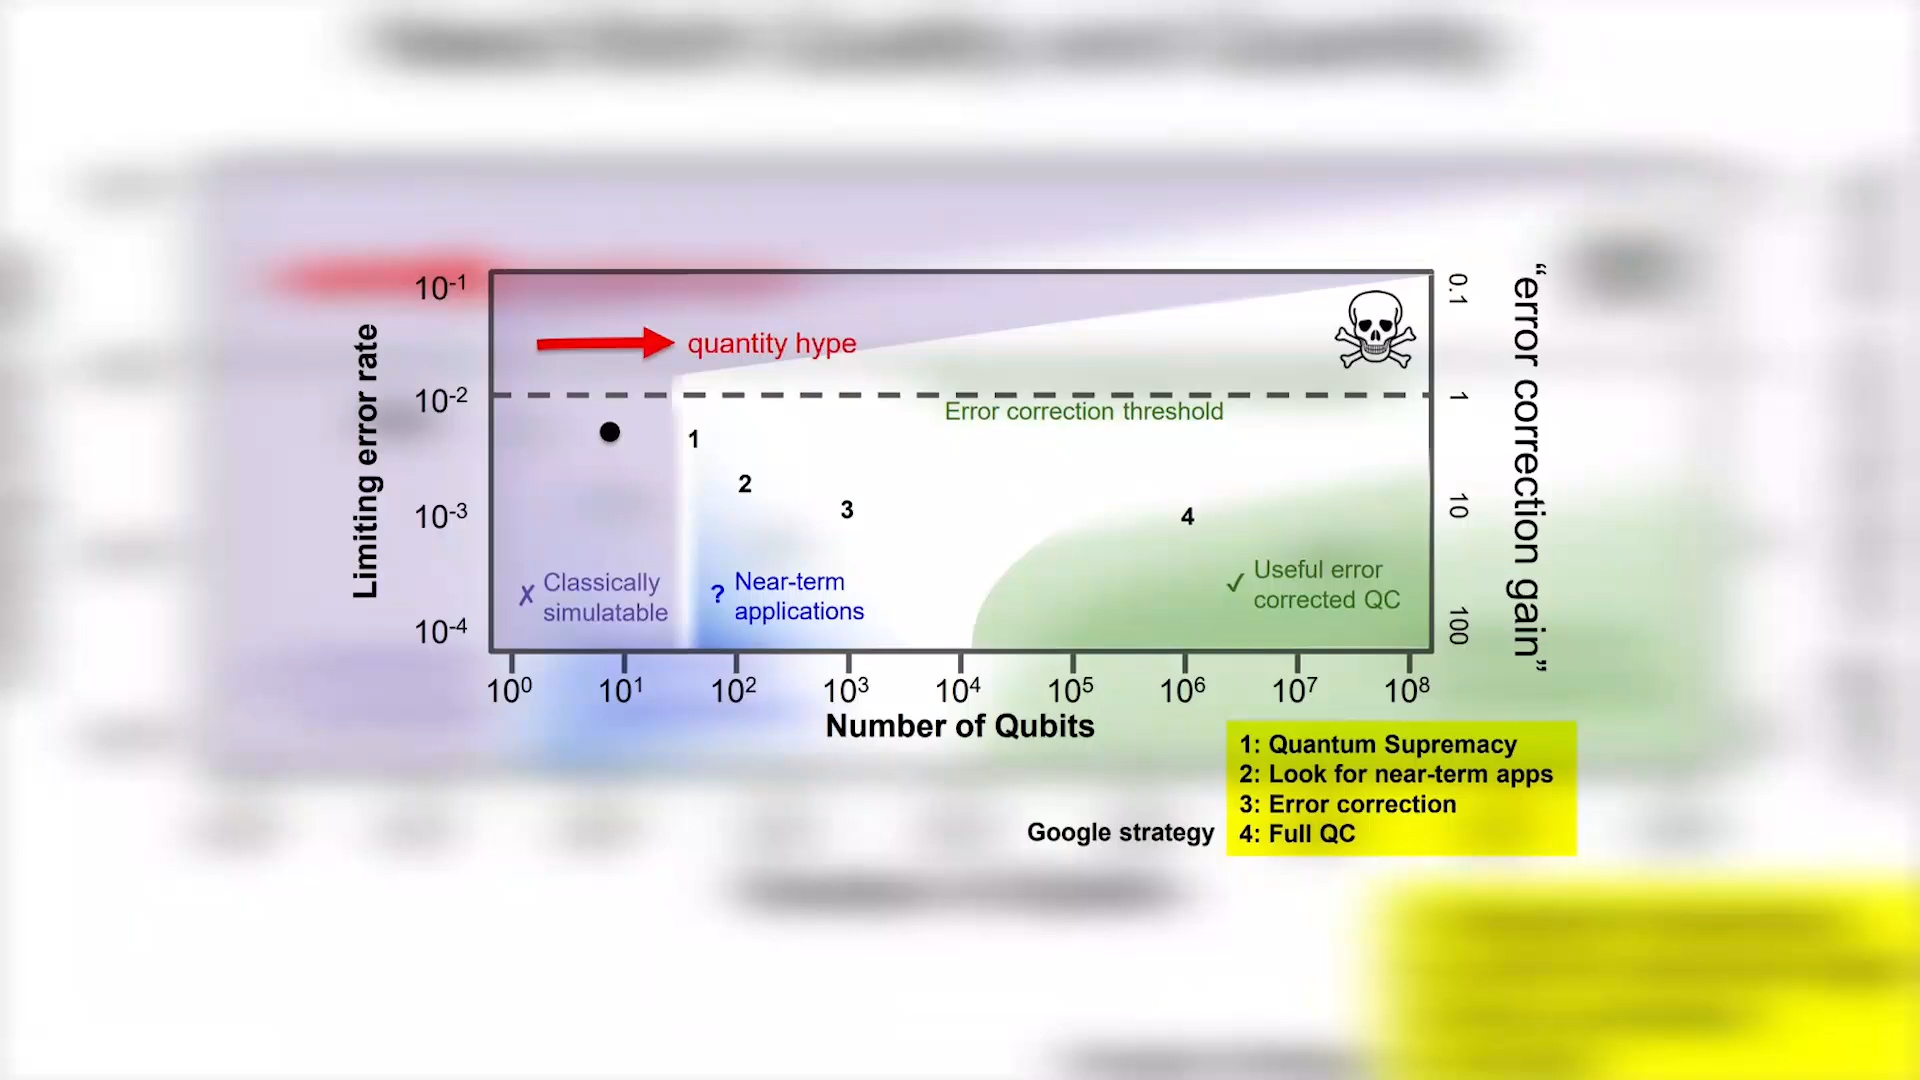 10-1
10-2
10-3
10-4
Limiting error rate
quantity hype
Error correction threshold
1
2
3
4
✗ Classically
simulatable
? Near-term
applications
✓ Useful error
corrected QC
0.1
1
10
100
“error correction gain”
10⁰ 10¹ 10² 10³ 10⁴ 10⁵ 10⁶ 10⁷ 10⁸
Number of Qubits
Google strategy
1: Quantum Supremacy
2: Look for near-term apps
3: Error correction
4: Full QC